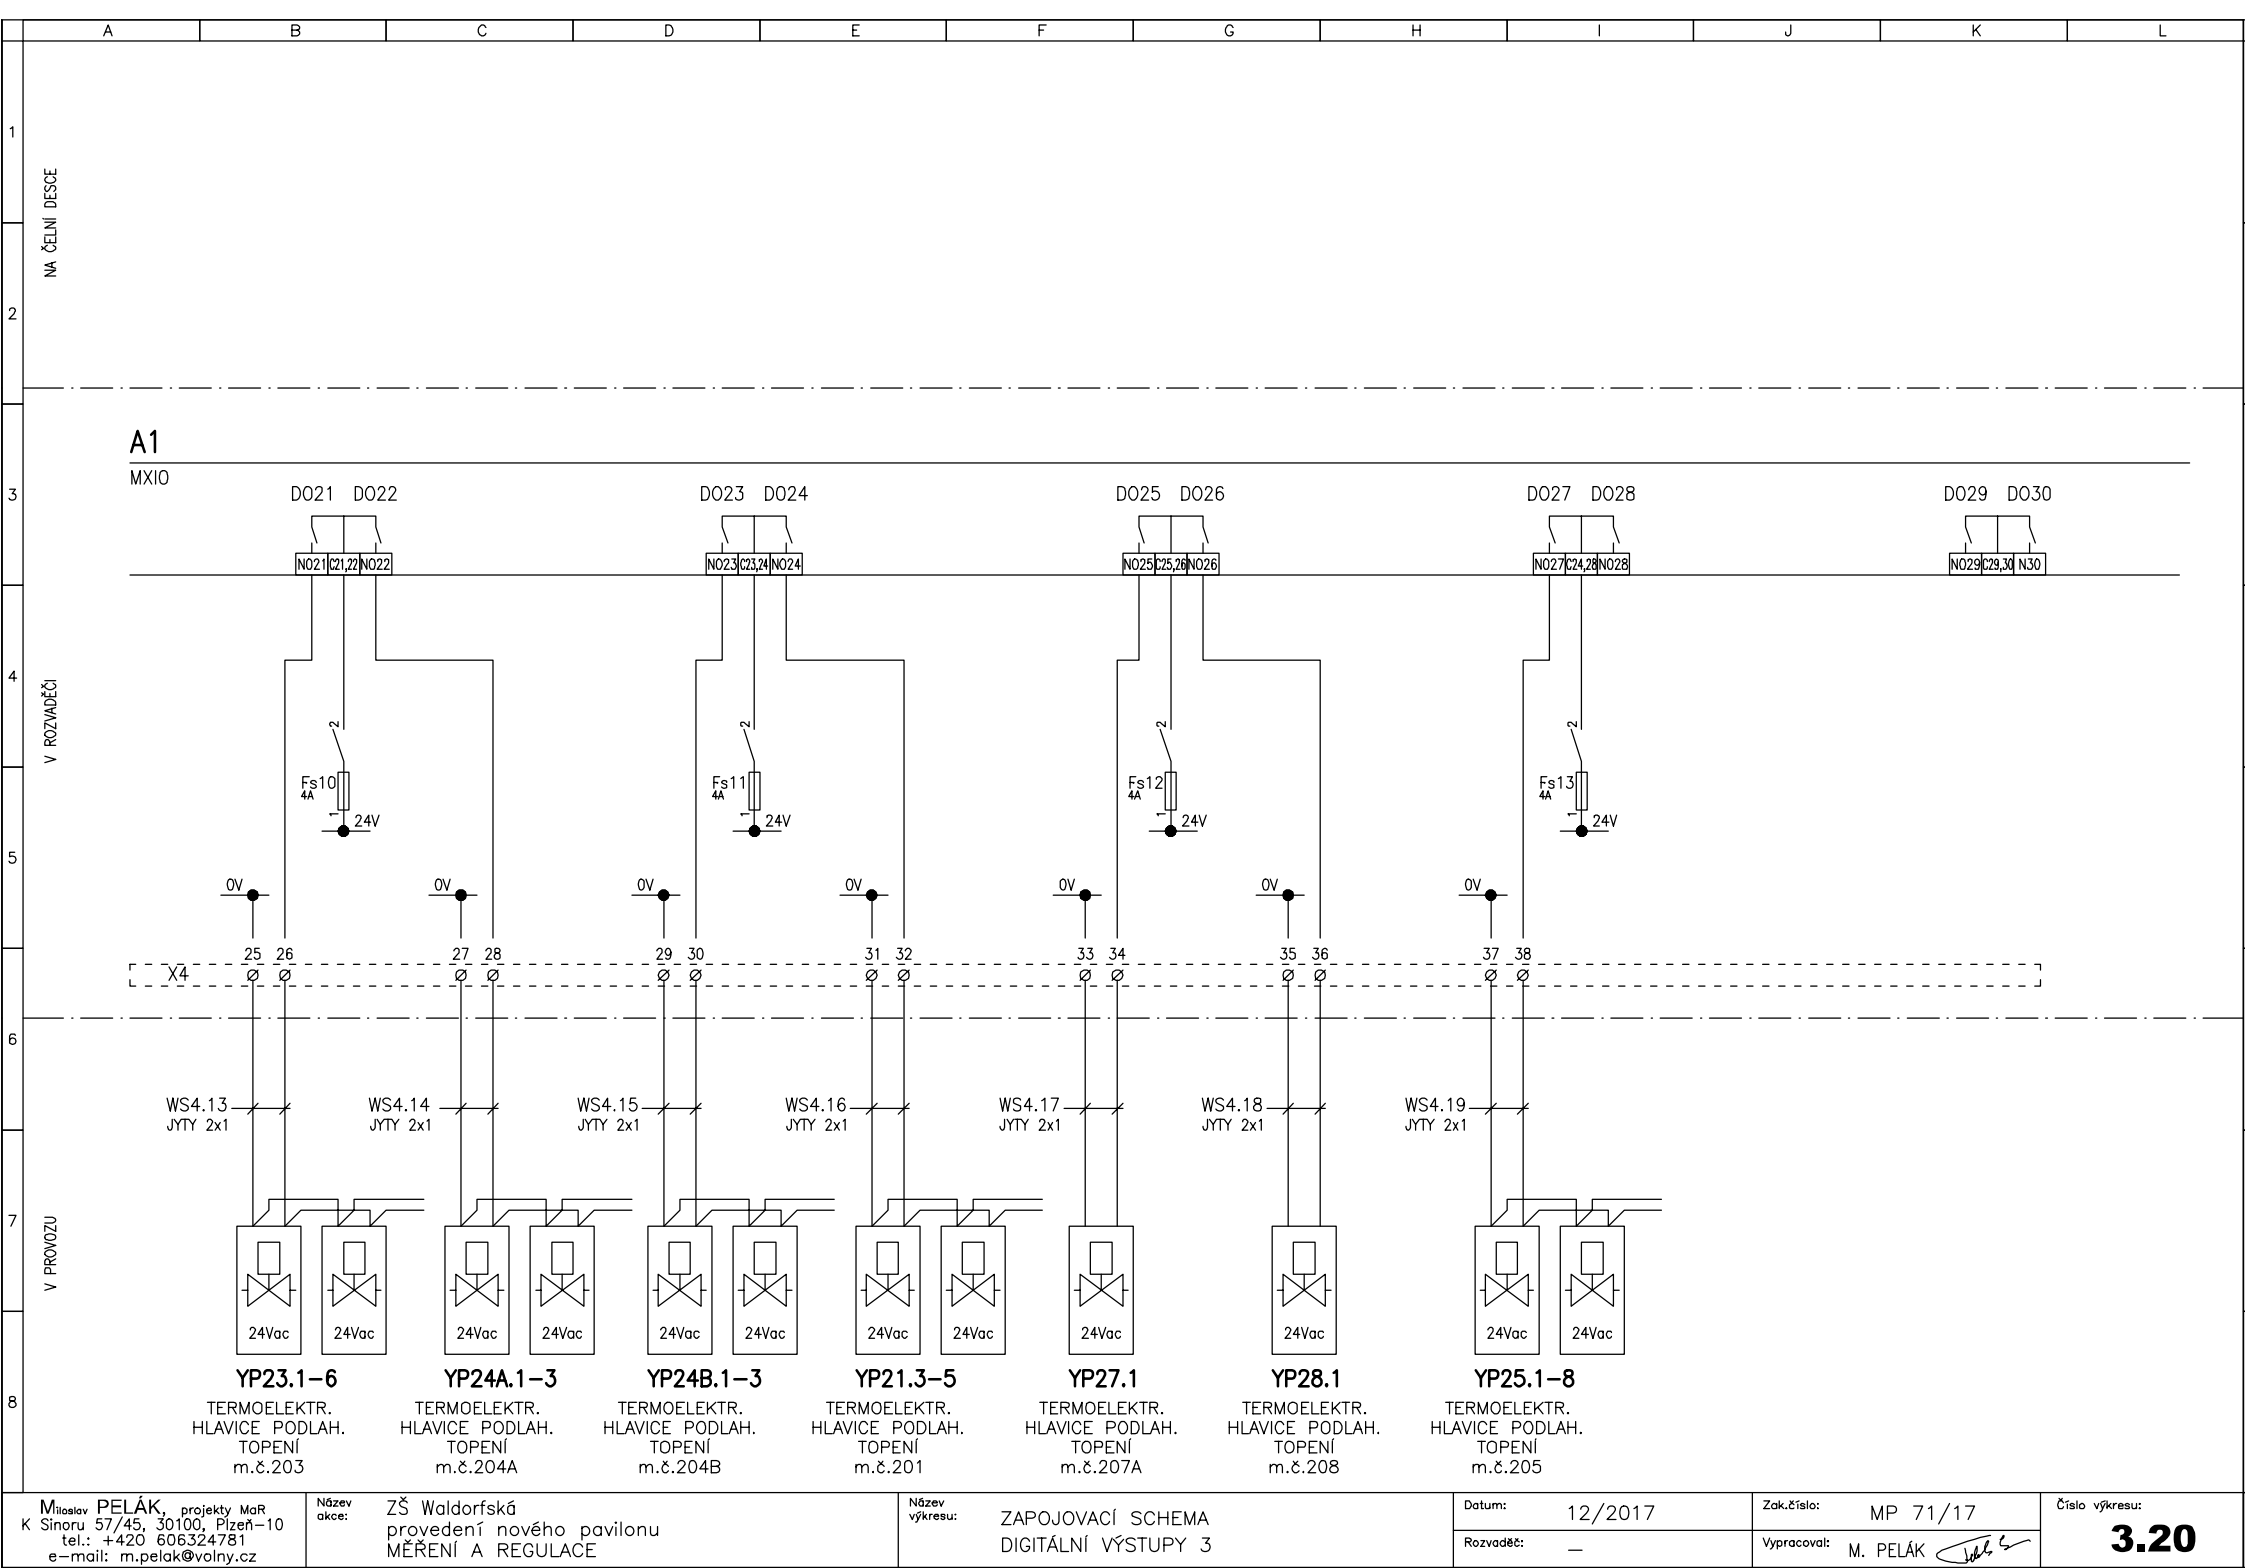 A B C D E F G H I J K L
1
NA ČELNÍ DESCE
2
A1
MXIO
3
DO21 DO22 DO23 DO24 DO25 DO26 DO27 DO28 DO29 DO30
NO21 C21,22 NO22 NO23 C23,24 NO24 NO25 C25,26 NO26 NO27 C24,28 NO28 NO29 C29,30 N30
4
V ROZVADĚČI
2 2 2 2
Fs10 Fs11 Fs12 Fs13
4A 4A 4A 4A
1 1 1 1
24V 24V 24V 24V
5
0V 0V 0V 0V 0V 0V 0V
25 26 27 28 29 30 31 32 33 34 35 36 37 38
X4
6
WS4.13 WS4.14 WS4.15 WS4.16 WS4.17 WS4.18 WS4.19
JYTY 2x1 JYTY 2x1 JYTY 2x1 JYTY 2x1 JYTY 2x1 JYTY 2x1 JYTY 2x1
7
V PROVOZU
24Vac 24Vac 24Vac 24Vac 24Vac 24Vac 24Vac 24Vac 24Vac 24Vac 24Vac 24Vac
YP23.1-6 YP24A.1-3 YP24B.1-3 YP21.3-5 YP27.1 YP28.1 YP25.1-8
8
TERMOELEKTR. TERMOELEKTR. TERMOELEKTR. TERMOELEKTR. TERMOELEKTR. TERMOELEKTR. TERMOELEKTR.
HLAVICE PODLAH. HLAVICE PODLAH. HLAVICE PODLAH. HLAVICE PODLAH. HLAVICE PODLAH. HLAVICE PODLAH. HLAVICE PODLAH.
TOPENÍ TOPENÍ TOPENÍ TOPENÍ TOPENÍ TOPENÍ TOPENÍ
m.č.203 m.č.204A m.č.204B m.č.201 m.č.207A m.č.208 m.č.205
Miloslav PELÁK, projekty MaR
K Sinoru 57/45, 30100, Plzeň-10
tel.: +420 606324781
e-mail: m.pelak@volny.cz
Název akce:
ZŠ Waldorfská
provedení nového pavilonu
MĚŘENÍ A REGULACE
Název výkresu:
ZAPOJOVACÍ SCHEMA
DIGITÁLNÍ VÝSTUPY 3
Datum: 12/2017
Rozvaděč: –
Zak.číslo: MP 71/17
Vypracoval: M. PELÁK
Číslo výkresu:
3.20